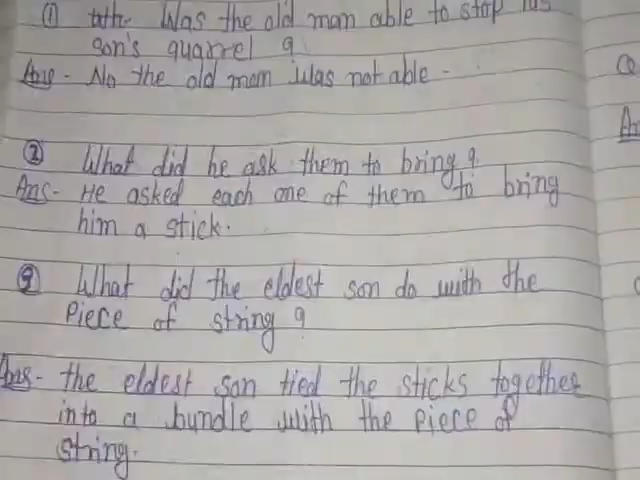 ① Was the old man able to stop his
son's quarrel ?
Ans - No the old man was not able -
② What did he ask them to bring ?
Ans - He asked each one of them to bring
him a stick.
③ What did the eldest son do with the
Piece of string ?
Ans - the eldest son tied the sticks together
into a bundle with the piece of
string.